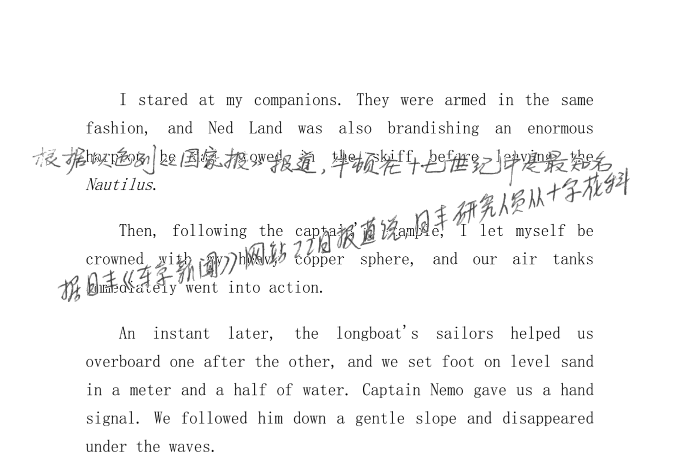 I stared at my companions. They were armed in the same
fashion, and Ned Land was also brandishing an enormous
harpoon he had stowed in the skiff before leaving the
根据以色列《国家报》报道,牛顿在十七世纪中是最知名
Nautilus.
Then, following the captain's example, I let myself be
据日本《东京新闻》网站22日报道说,日本研究人员从十字花科
crowned with my heavy copper sphere, and our air tanks
immediately went into action.
An instant later, the longboat's sailors helped us
overboard one after the other, and we set foot on level sand
in a meter and a half of water. Captain Nemo gave us a hand
signal. We followed him down a gentle slope and disappeared
under the waves.